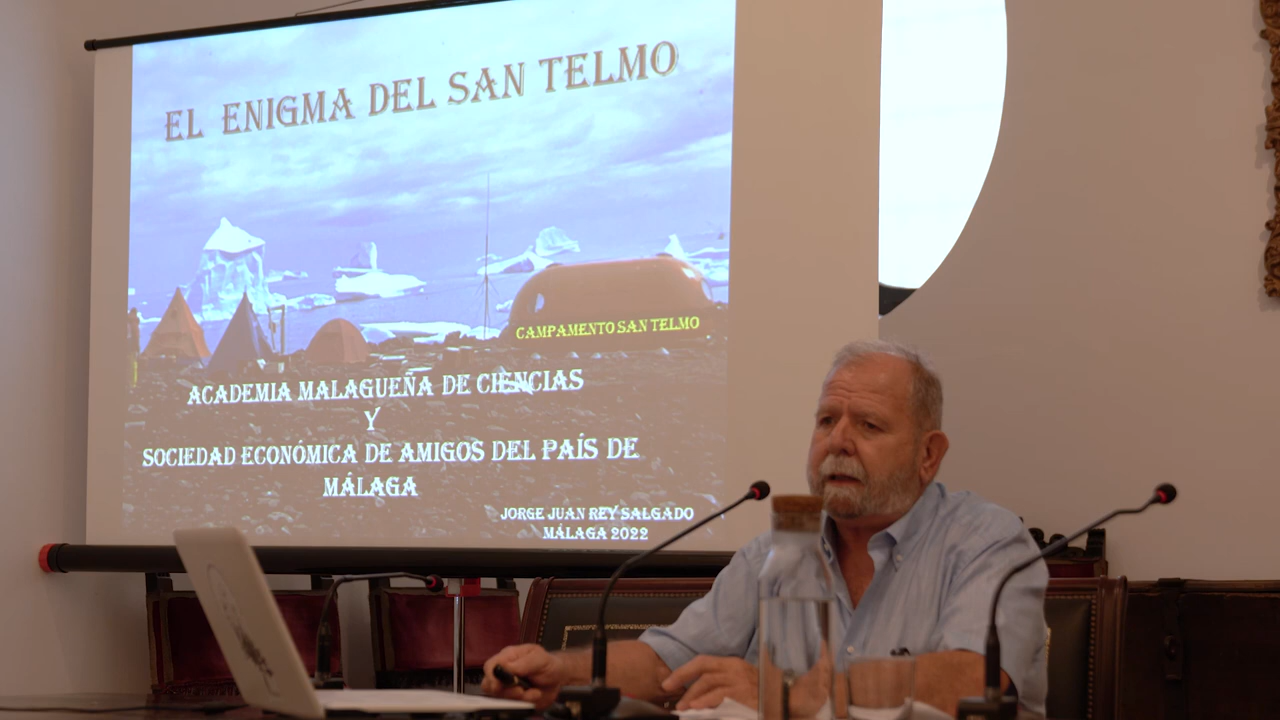 EL ENIGMA DEL SAN TELMO
CAMPAMENTO SAN TELMO
ACADEMIA MALAGUEÑA DE CIENCIAS
Y
SOCIEDAD ECONÓMICA DE AMIGOS DEL PAÍS DE
MÁLAGA
JORGE JUAN REY SALGADO
MÁLAGA 2022